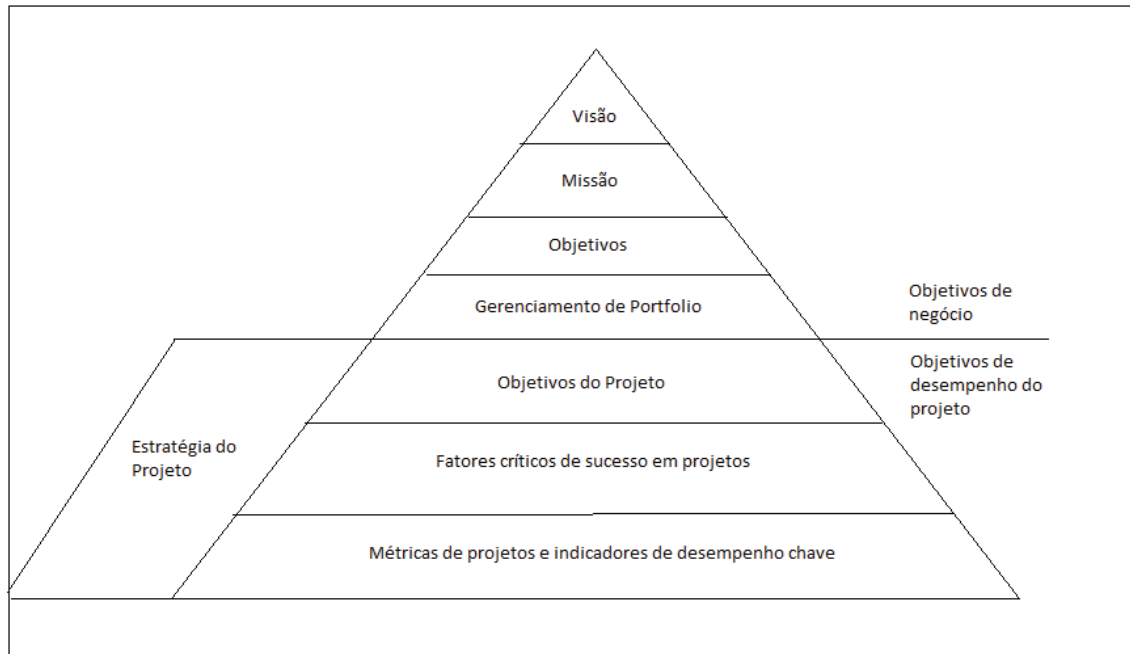 Visão
Missão
Objetivos
Gerenciamento de Portfolio
Objetivos de
negócio
Objetivos do Projeto
Objetivos de
desempenho do
projeto
Estratégia do
Projeto
Fatores críticos de sucesso em projetos
Métricas de projetos e indicadores de desempenho chave